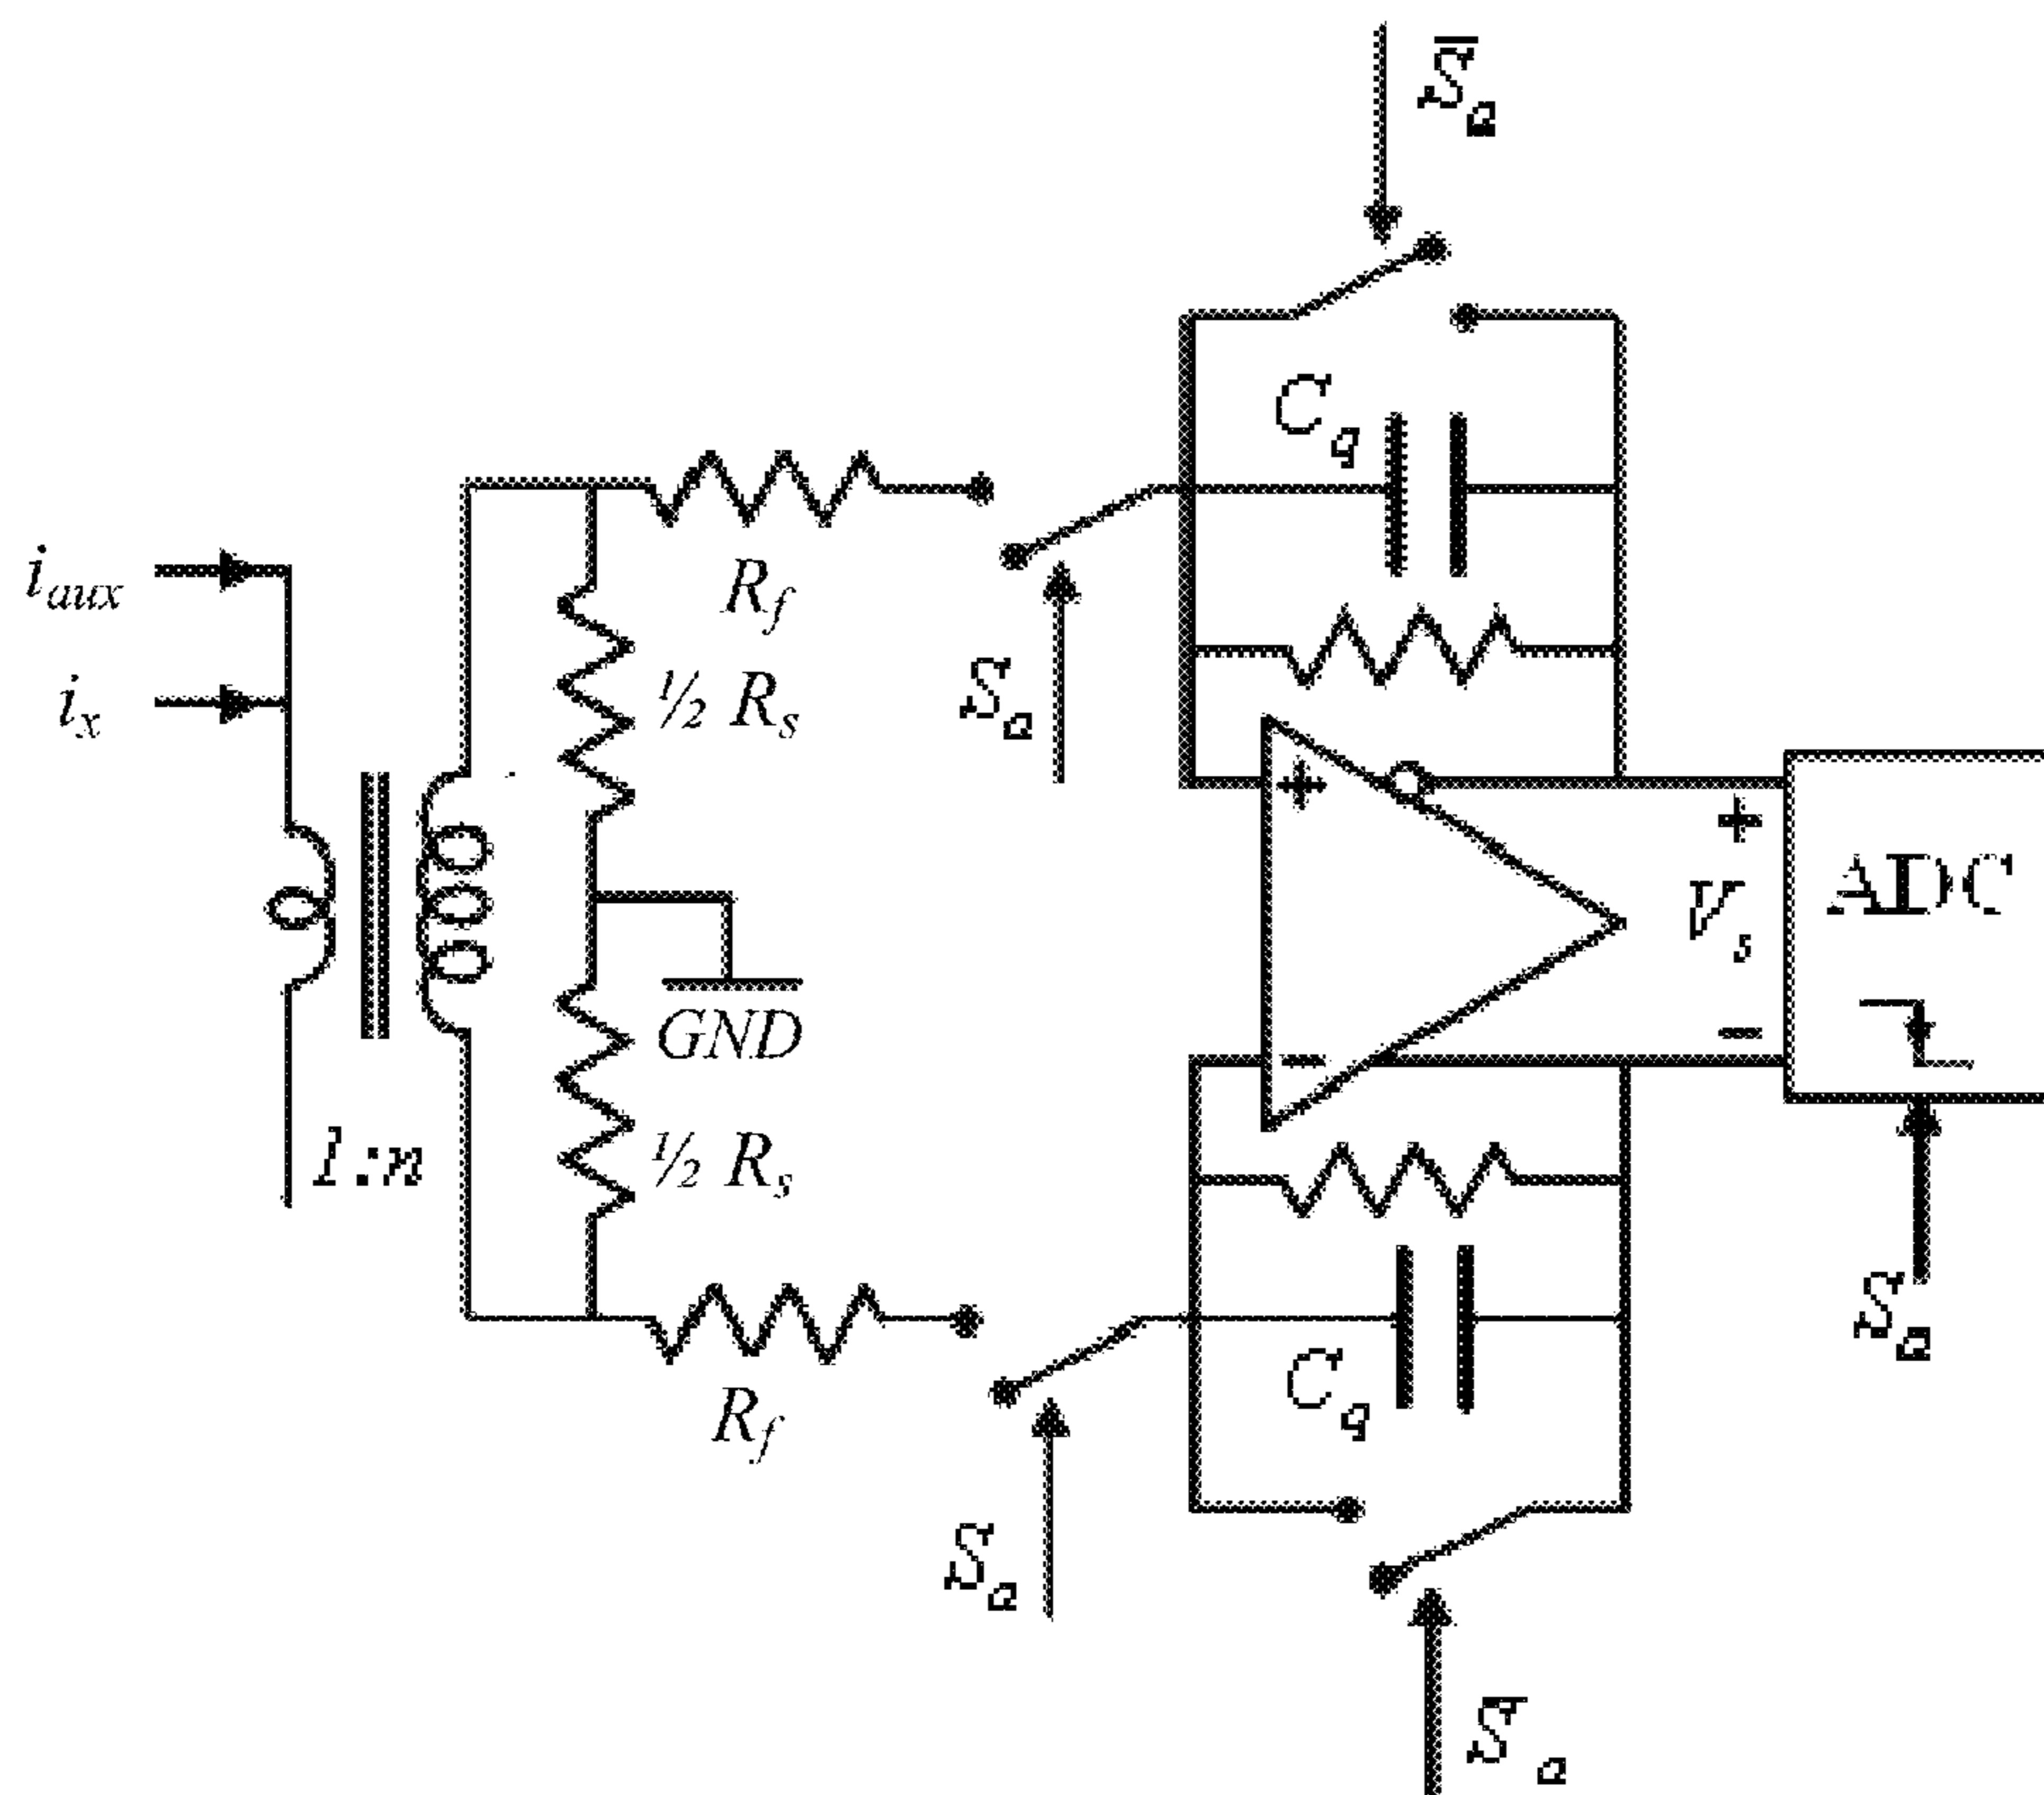 S̅a
Cq
iaux
Rf
½ Rs
Sa
ix
+
+
ADC
Vs
GND
-
-
1:n
½ Rs
Sa
Cq
Rf
Sa
S̅a